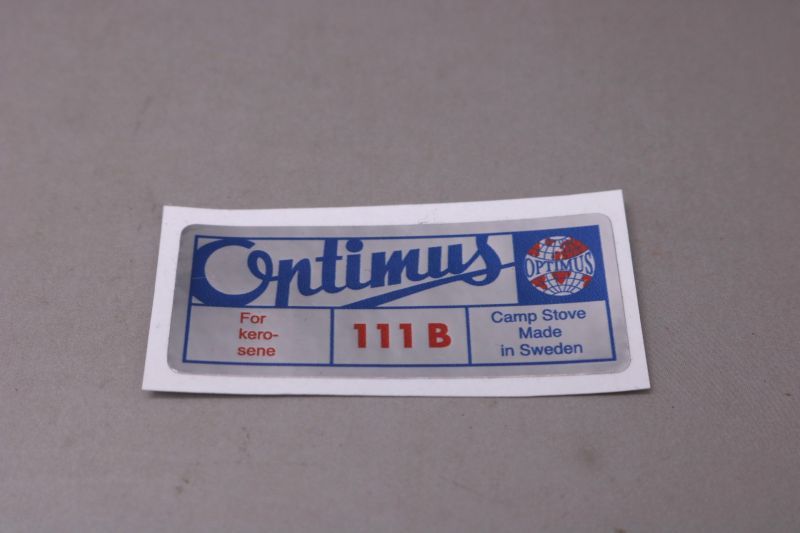 Optimus
OPTIMUS
For
kero-
sene
111 B
Camp Stove
Made
in Sweden